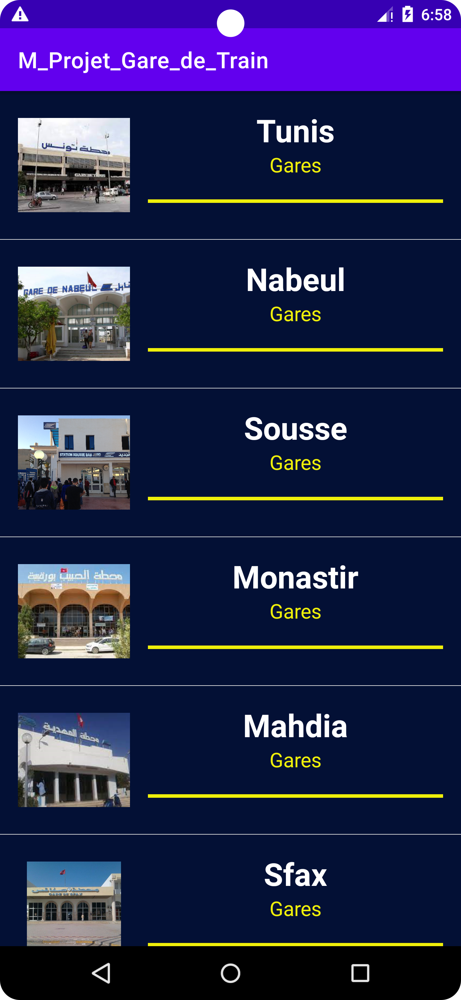 6:58
M_Projet_Gare_de_Train
محطة تونس
GARE DE TUNIS
Tunis
Gares
GARE DE NABEUL
نابل
Nabeul
Gares
STATION SOUSSE BAB JEDID
Sousse
Gares
محطة الحبيب بورقيبة
Monastir
Gares
محطة المهدية
Mahdia
Gares
محطة صفاقس
GARE DE SFAX
Sfax
Gares